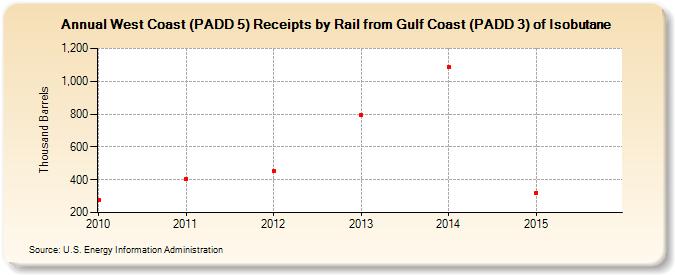 Annual West Coast (PADD 5) Receipts by Rail from Gulf Coast (PADD 3) of Isobutane
Thousand Barrels
1,200
1,000
800
600
400
200
2010 2011 2012 2013 2014 2015
Source: U.S. Energy Information Administration